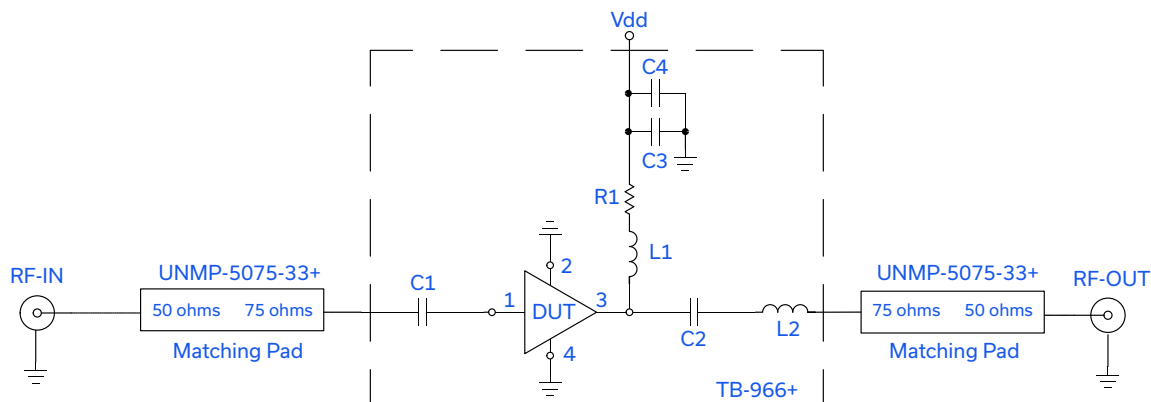 Vdd
C4
C3
R1
L1
RF-IN
UNMP-5075-33+
50 ohms 75 ohms
Matching Pad
C1
1
2
DUT
3
4
C2
L2
UNMP-5075-33+
75 ohms 50 ohms
Matching Pad
RF-OUT
TB-966+